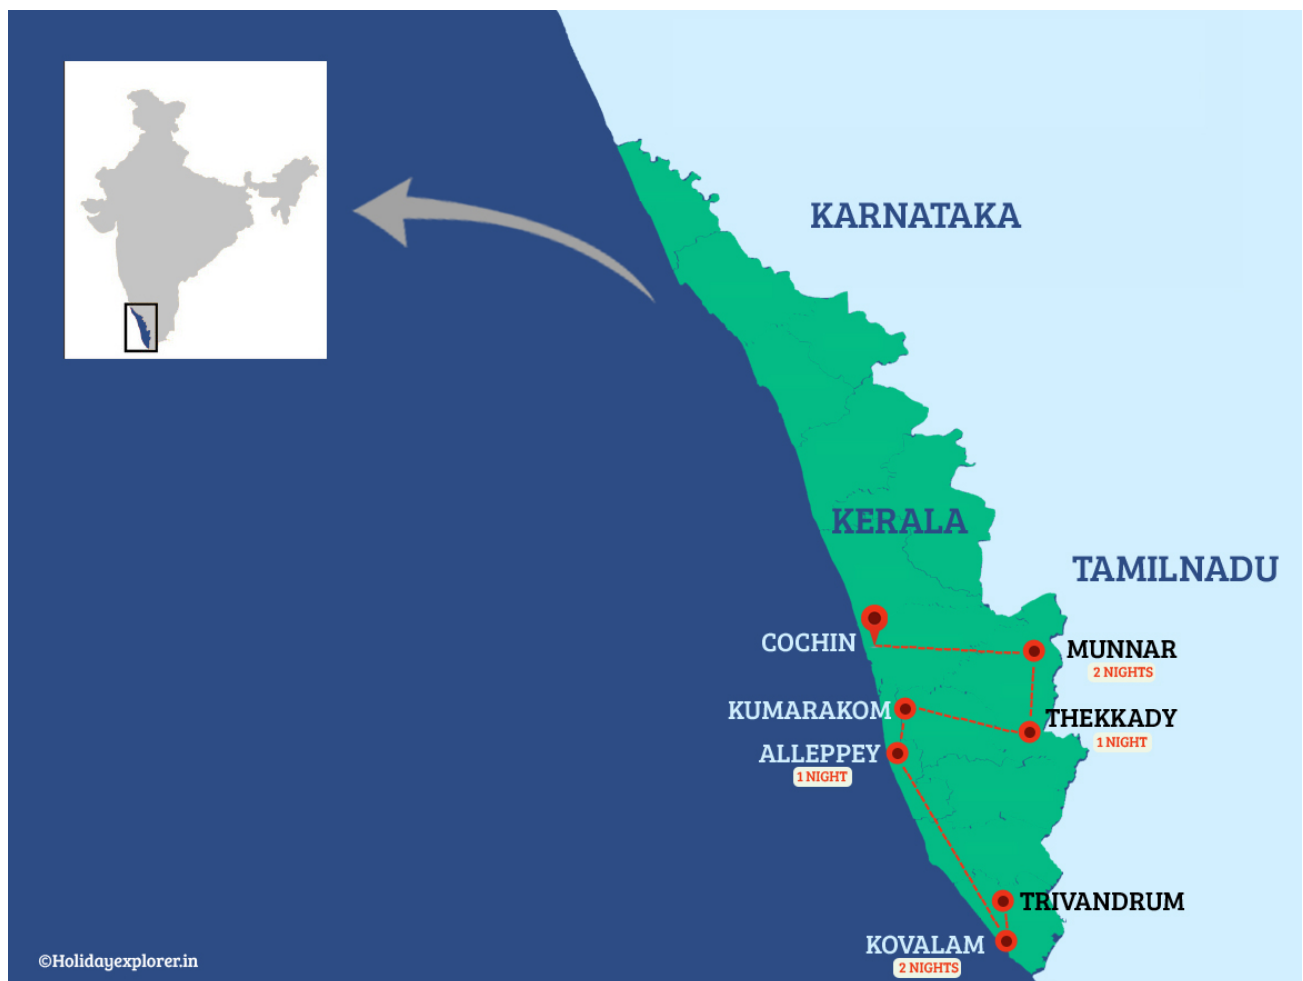 KARNATAKA
KERALA
TAMILNADU
COCHIN
MUNNAR
2 NIGHTS
KUMARAKOM
THEKKADY
1 NIGHT
ALLEPPEY
1 NIGHT
TRIVANDRUM
KOVALAM
2 NIGHTS
©Holidayexplorer.in